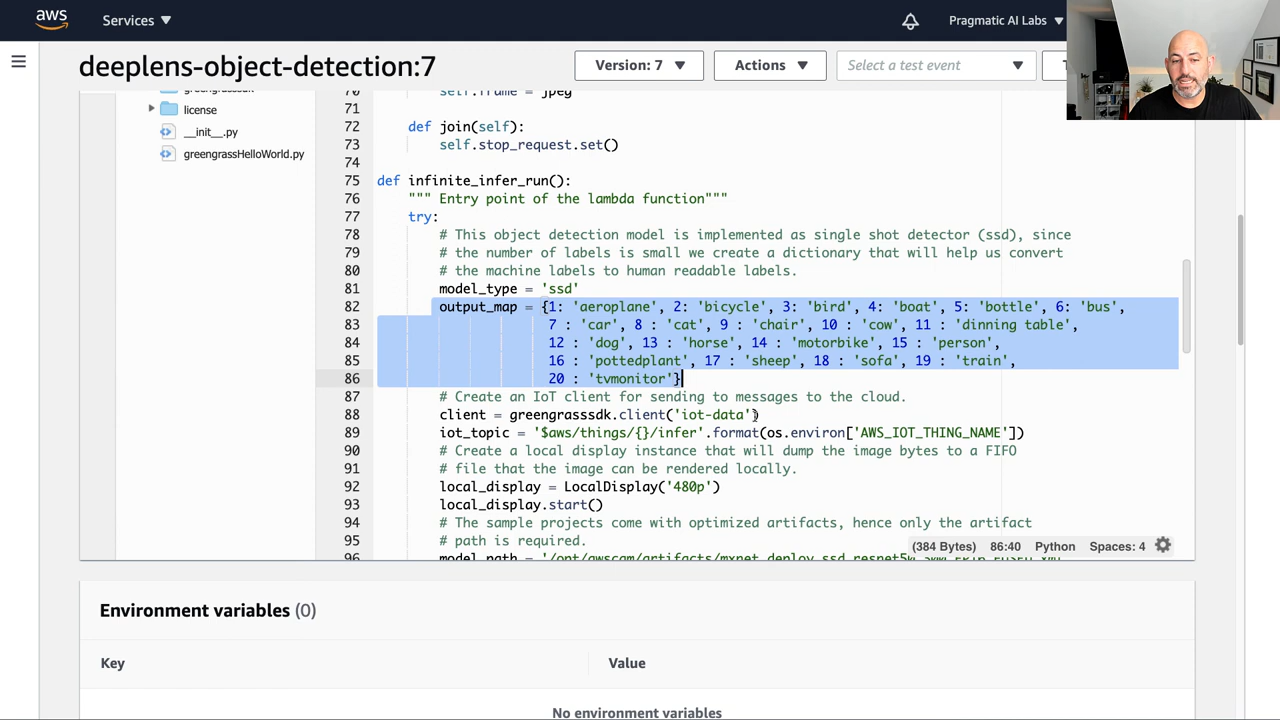 aws
Services
Pragmatic AI Labs
deeplens-object-detection:7
Version: 7
Actions
Select a test event
license
__init__.py
greengrassHelloWorld.py
70 self.frame = jpeg
71
72 def join(self):
73 self.stop_request.set()
74
75 def infinite_infer_run():
76 """ Entry point of the lambda function"""
77 try:
78 # This object detection model is implemented as single shot detector (ssd), since
79 # the number of labels is small we create a dictionary that will help us convert
80 # the machine labels to human readable labels.
81 model_type = 'ssd'
82 output_map = {1: 'aeroplane', 2: 'bicycle', 3: 'bird', 4: 'boat', 5: 'bottle', 6: 'bus',
83 7 : 'car', 8 : 'cat', 9 : 'chair', 10 : 'cow', 11 : 'dinning table',
84 12 : 'dog', 13 : 'horse', 14 : 'motorbike', 15 : 'person',
85 16 : 'pottedplant', 17 : 'sheep', 18 : 'sofa', 19 : 'train',
86 20 : 'tvmonitor'}
87 # Create an IoT client for sending to messages to the cloud.
88 client = greengrasssdk.client('iot-data')
89 iot_topic = '$aws/things/{}/infer'.format(os.environ['AWS_IOT_THING_NAME'])
90 # Create a local display instance that will dump the image bytes to a FIFO
91 # file that the image can be rendered locally.
92 local_display = LocalDisplay('480p')
93 local_display.start()
94 # The sample projects come with optimized artifacts, hence only the artifact
95 # path is required.
96 model_path =
(384 Bytes) 86:40 Python Spaces: 4
Environment variables (0)
Key Value
No environment variables